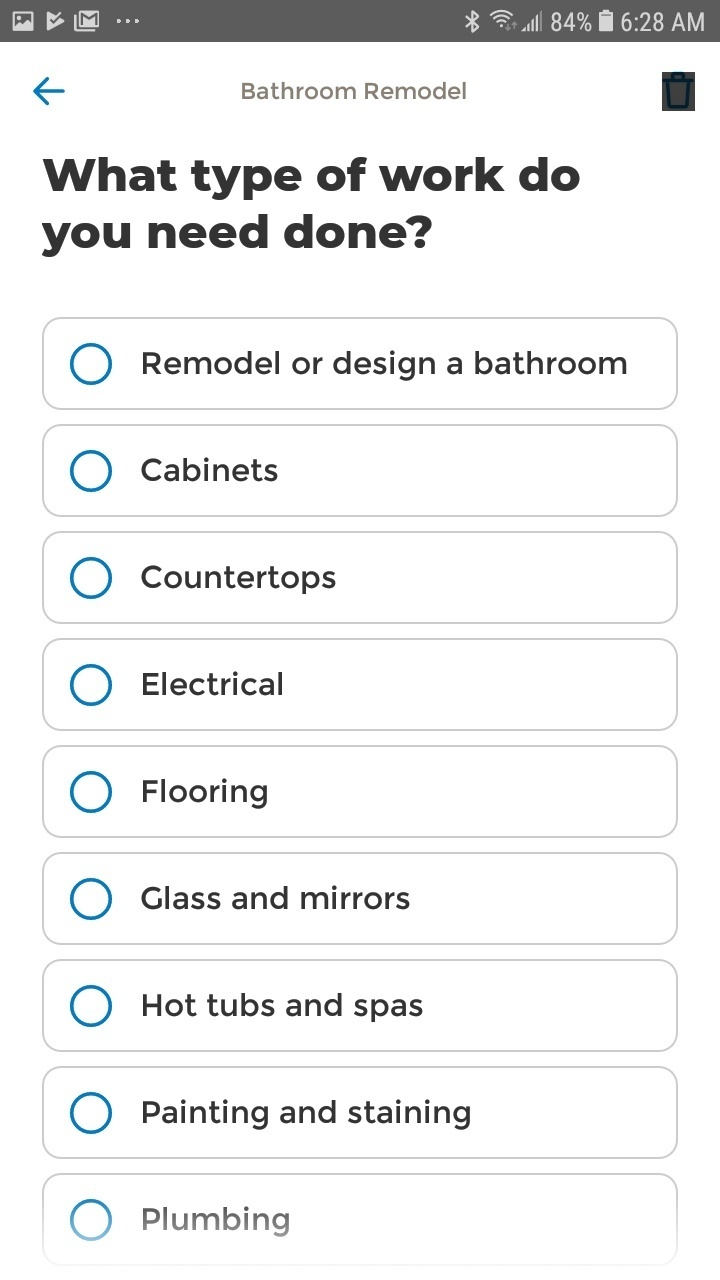 84% 6:28 AM
Bathroom Remodel
What type of work do
you need done?
Remodel or design a bathroom
Cabinets
Countertops
Electrical
Flooring
Glass and mirrors
Hot tubs and spas
Painting and staining
Plumbing